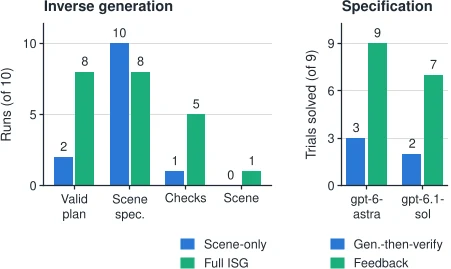 Inverse generation
Runs (of 10)
10
5
0
2
8
10
8
1
5
0
1
Valid
plan
Scene
spec.
Checks
Scene
Scene-only
Full ISG
Specification
Trials solved (of 9)
9
6
3
0
3
9
2
7
gpt-6-
astra
gpt-6.1-
sol
Gen.-then-verify
Feedback